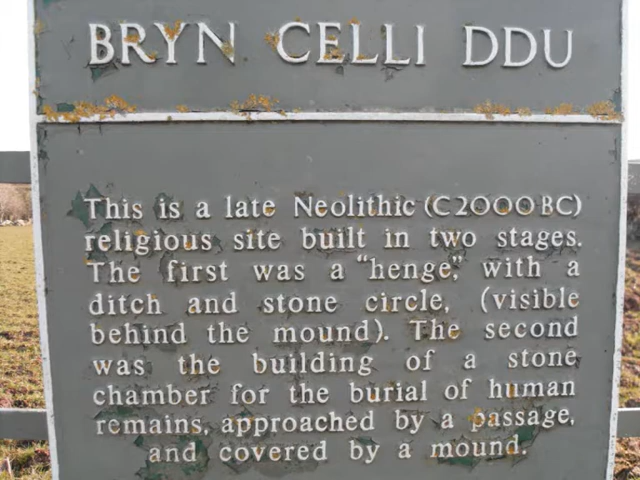 BRYN CELLI DDU
This is a late Neolithic (C2000BC)
religious site built in two stages.
The first was a "henge," with a
ditch and stone circle, (visible
behind the mound). The second
was the building of a stone
chamber for the burial of human
remains, approached by a passage,
and covered by a mound.